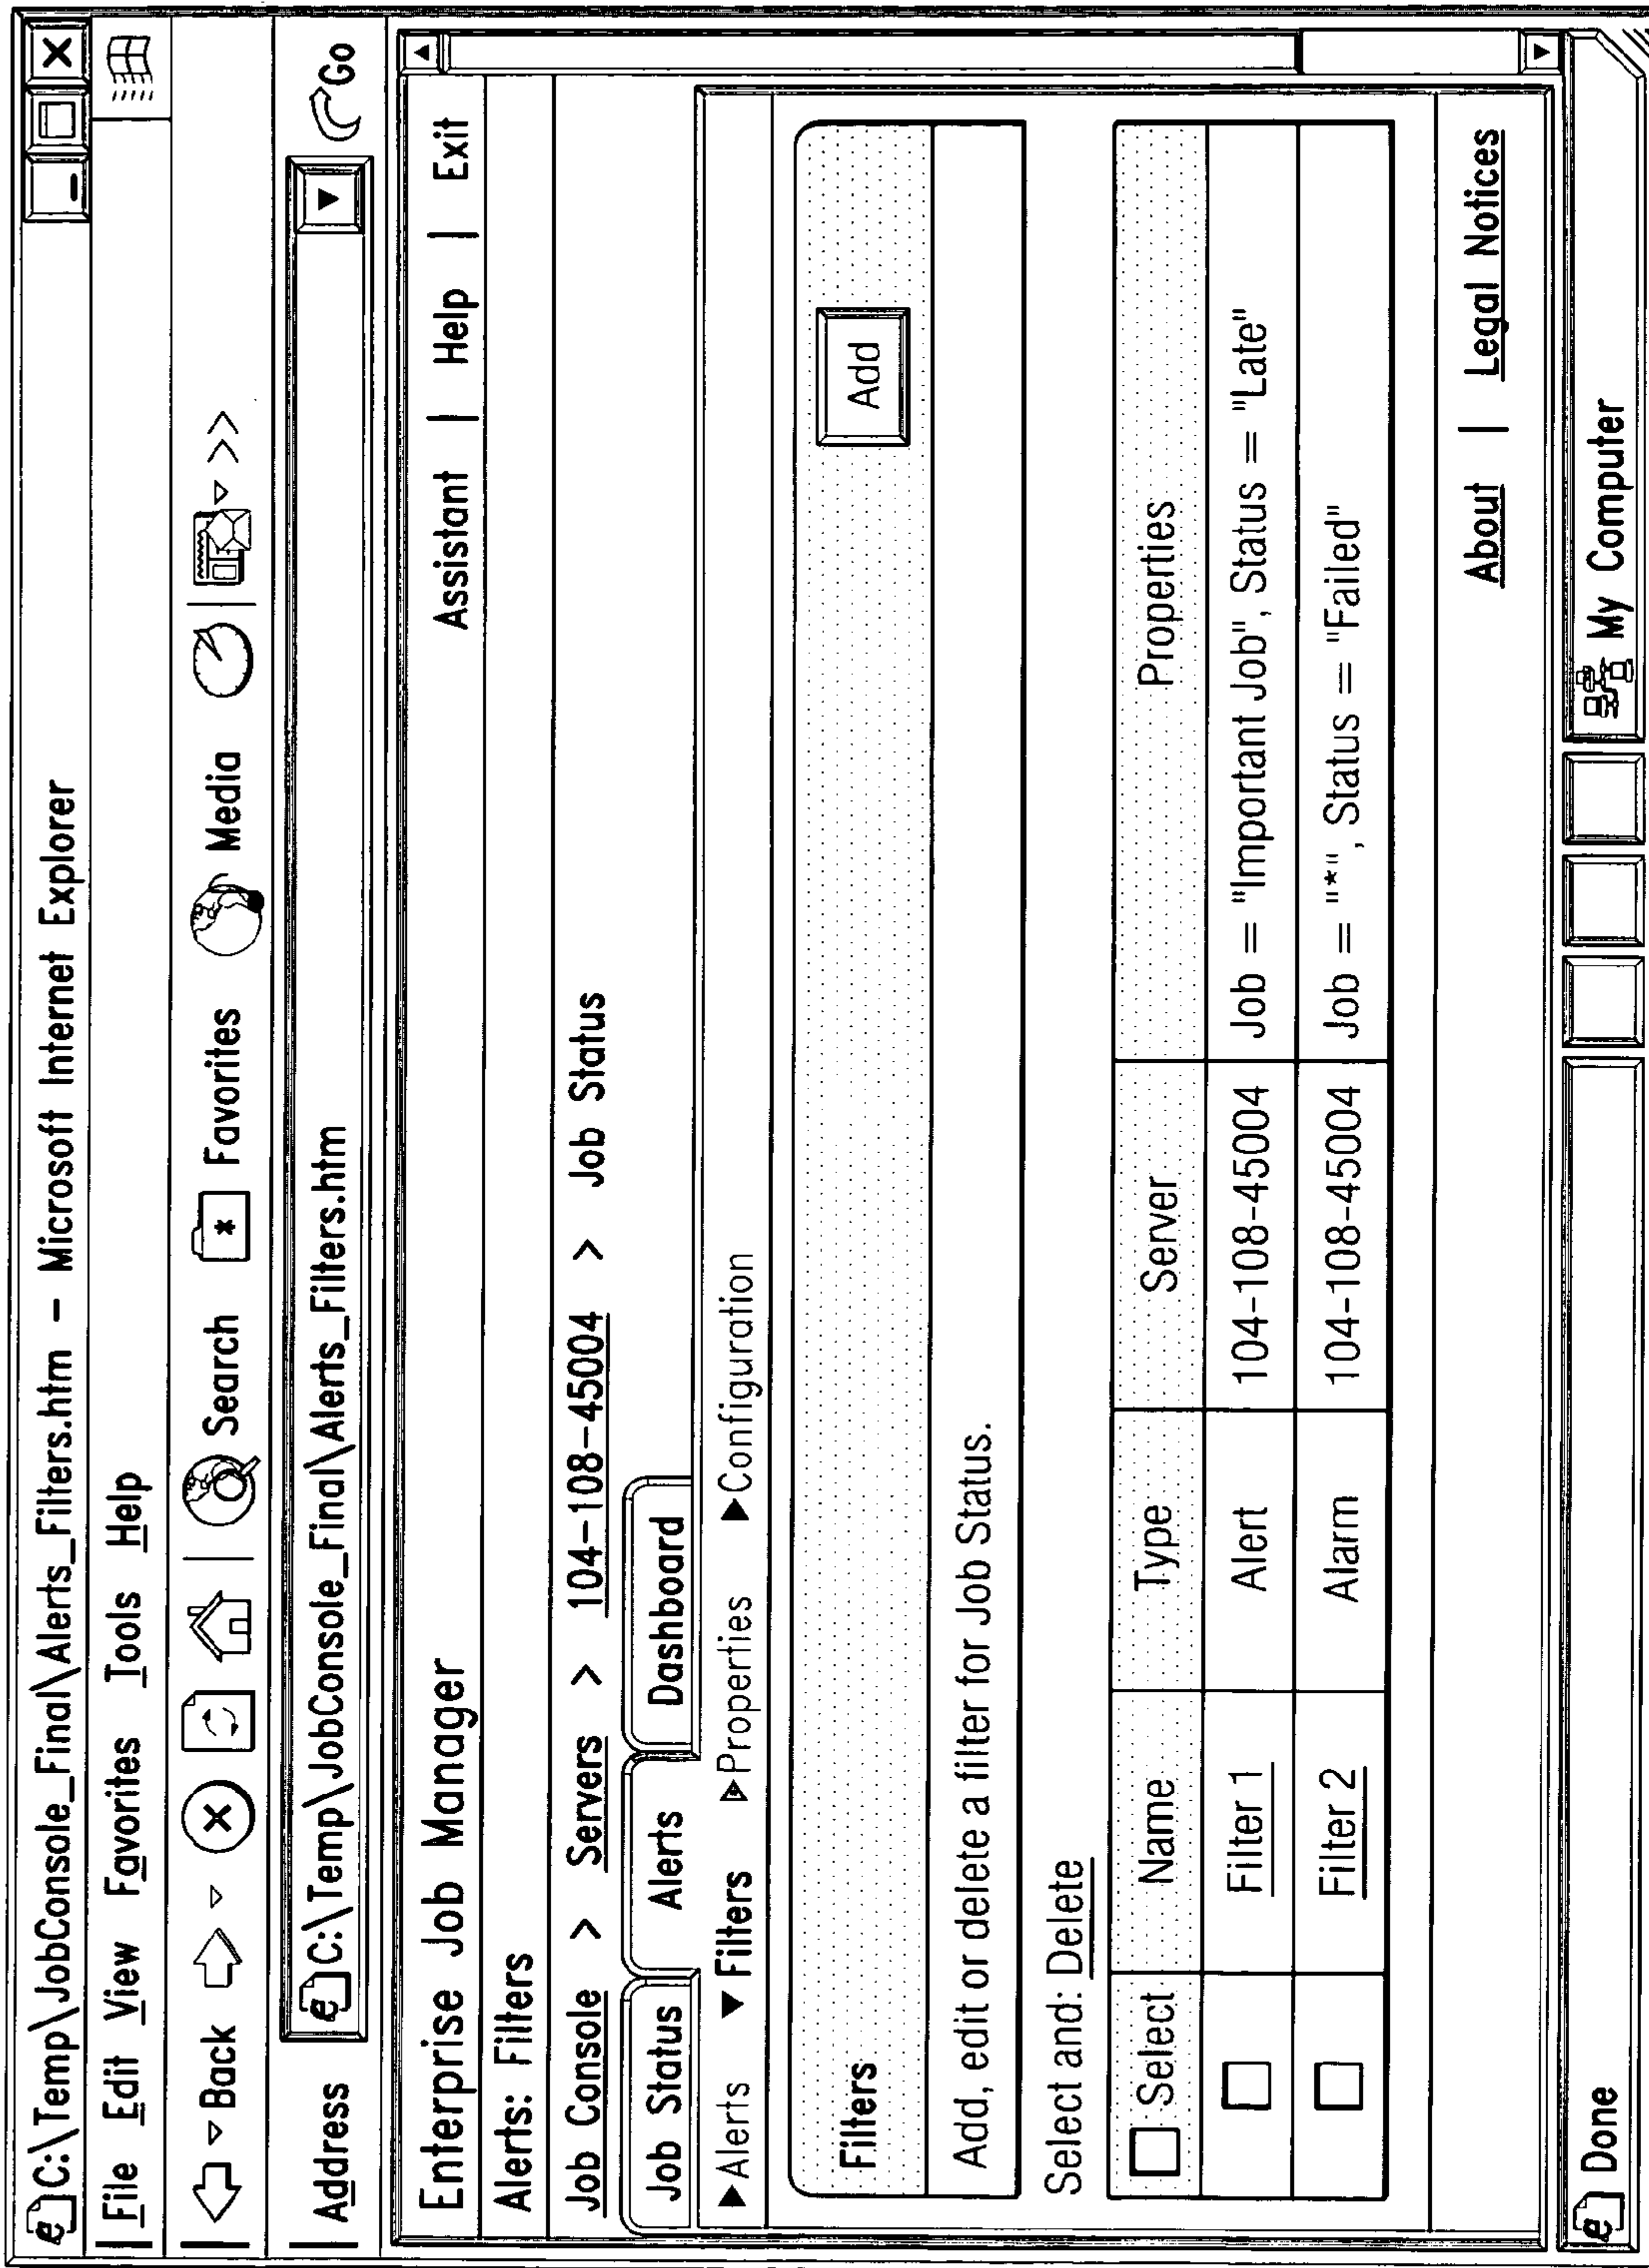 C:\Temp\JobConsole_Final\Alerts_Filters.htm – Microsoft Internet Explorer
File Edit View Favorites Tools Help
Back Search Favorites Media >>
Address C:\Temp\JobConsole_Final\Alerts_Filters.htm Go
Enterprise Job Manager Assistant | Help | Exit
Alerts: Filters
Job Console > Servers > 104-108-45004 > Job Status
Job Status Alerts Dashboard
▶Alerts ▼Filters ▶Properties ▶Configuration
Filters Add
Add, edit or delete a filter for Job Status.
Select and: Delete
Select Name Type Server Properties
Filter 1 Alert 104-108-45004 Job = "Important Job", Status = "Late"
Filter 2 Alarm 104-108-45004 Job = "*", Status = "Failed"
About | Legal Notices
Done My Computer